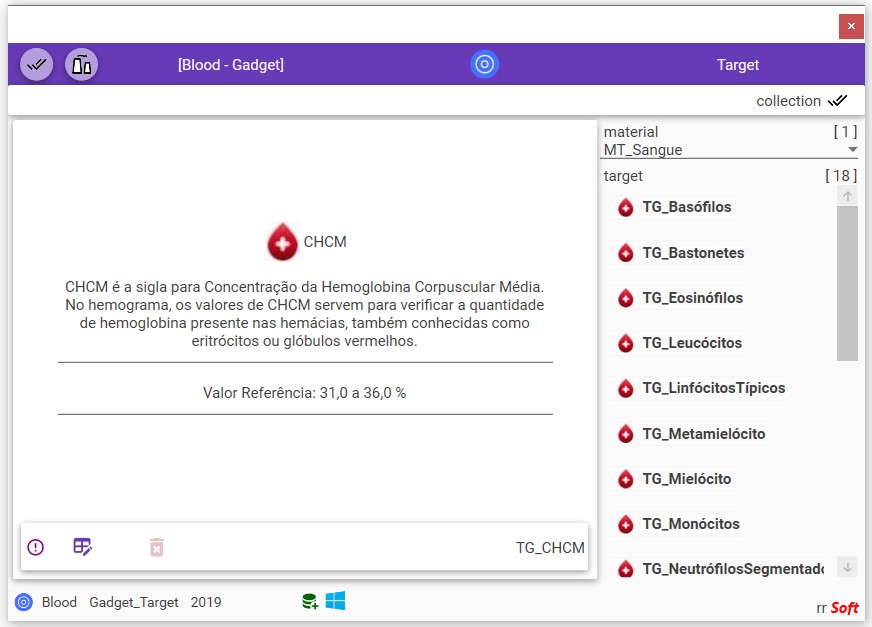 [Blood - Gadget]
Target
collection
material [ 1 ]
MT_Sangue
target [ 18 ]
CHCM
CHCM é a sigla para Concentração da Hemoglobina Corpuscular Média.
No hemograma, os valores de CHCM servem para verificar a quantidade
de hemoglobina presente nas hemácias, também conhecidas como
eritrócitos ou glóbulos vermelhos.
Valor Referência: 31,0 a 36,0 %
TG_CHCM
TG_Basófilos
TG_Bastonetes
TG_Eosinófilos
TG_Leucócitos
TG_LinfócitosTípicos
TG_Metamielócito
TG_Mielócito
TG_Monócitos
TG_NeutrófilosSegmentado
Blood Gadget_Target 2019
rr Soft